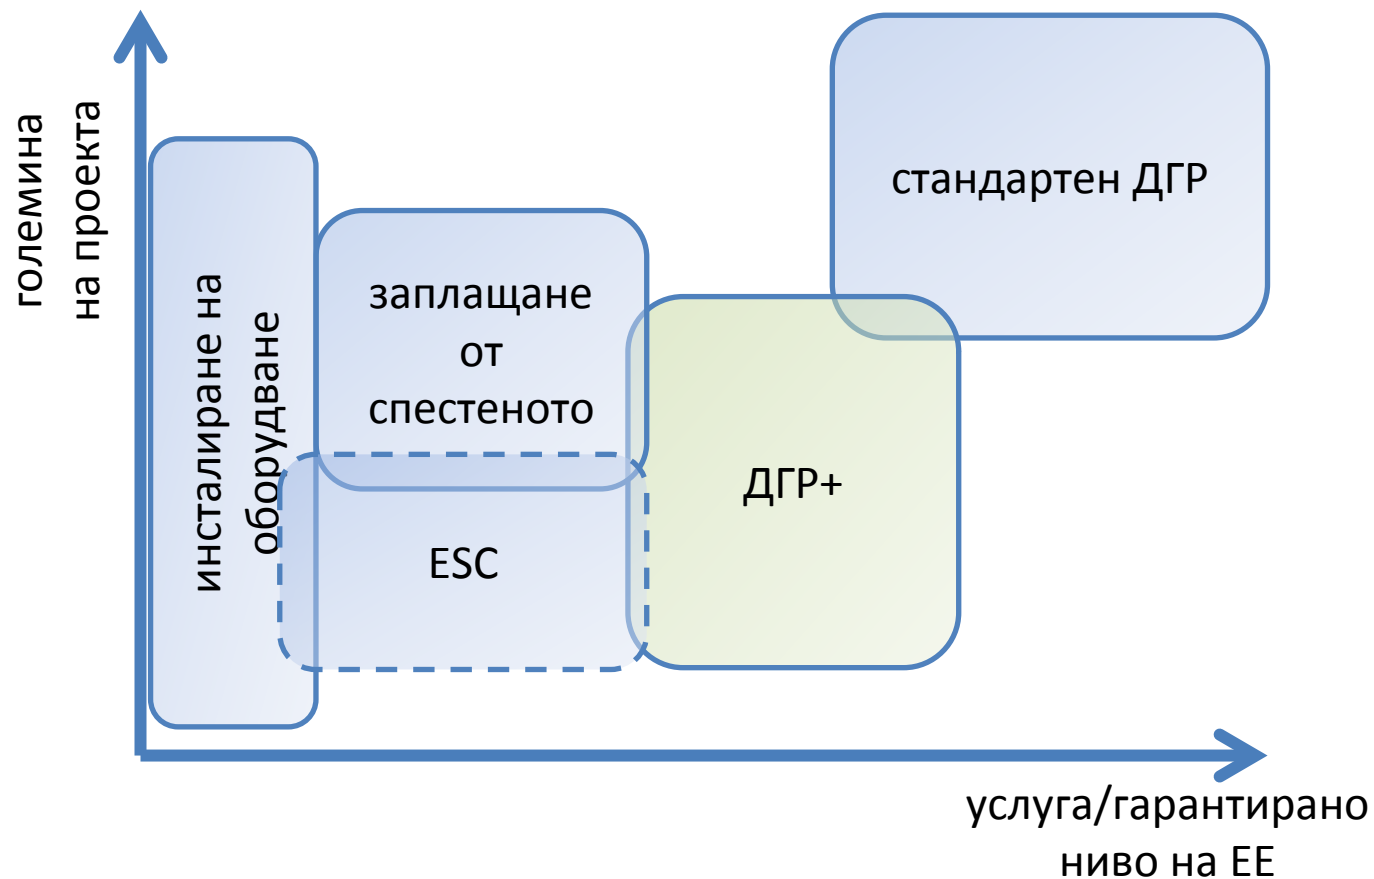 големина
на проекта
инсталиране на
оборудване
заплащане
от
спестеното
ESC
ДГР+
стандартен ДГР
услуга/гарантирано
ниво на ЕЕ